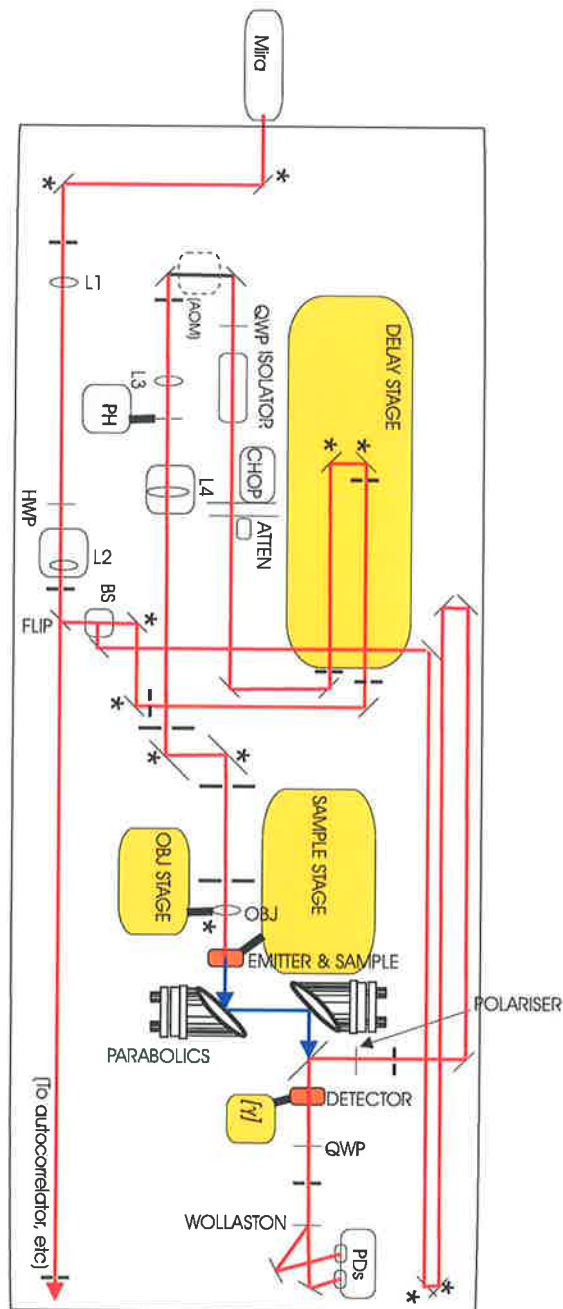 Mira
L1
(AOM)
QWP
ISOLATOR
DELAY STAGE
L3
PH
CHOP
L4
ATTEN
HWP
L2
BS
FLIP
*
*
*
*
*
*
*
*
SAMPLE STAGE
OBJ STAGE
OBJ
*
EMITTER & SAMPLE
POLARISER
PARABOLICS
DETECTOR
[Y]
QWP
WOLLASTON
PDs
*
*
(To autocorrelator, etc)